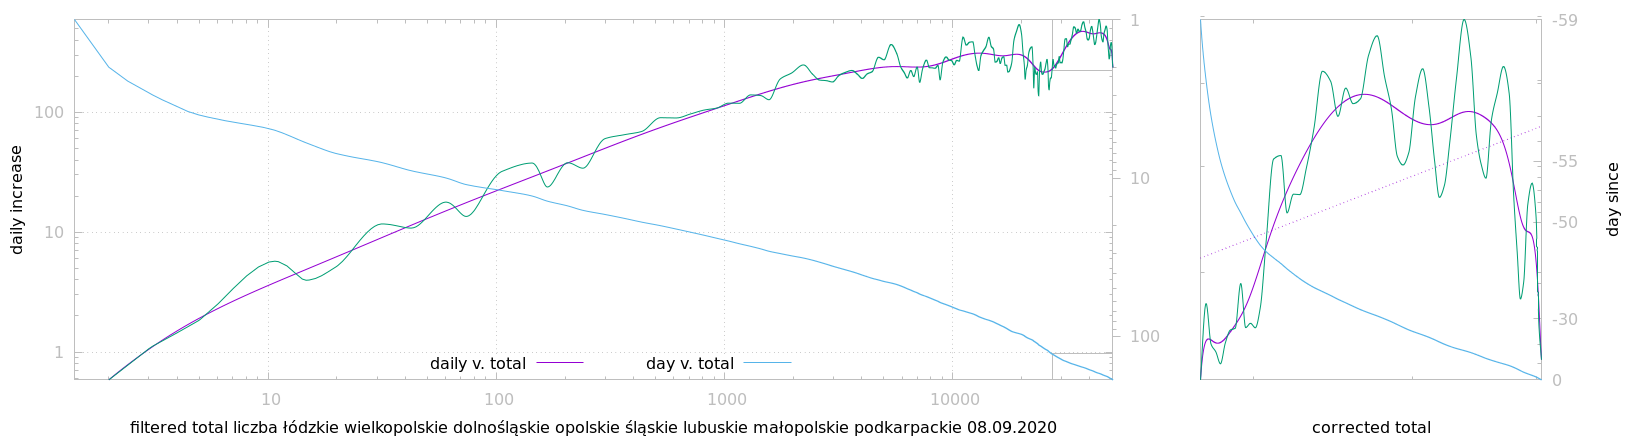 daily increase
100
10
1
10
100
1000
10000
1
10
100
daily v. total
day v. total
filtered total liczba łódzkie wielkopolskie dolnośląskie opolskie śląskie lubuskie małopolskie podkarpackie 08.09.2020
-59
-55
-50
-30
0
day since
corrected total